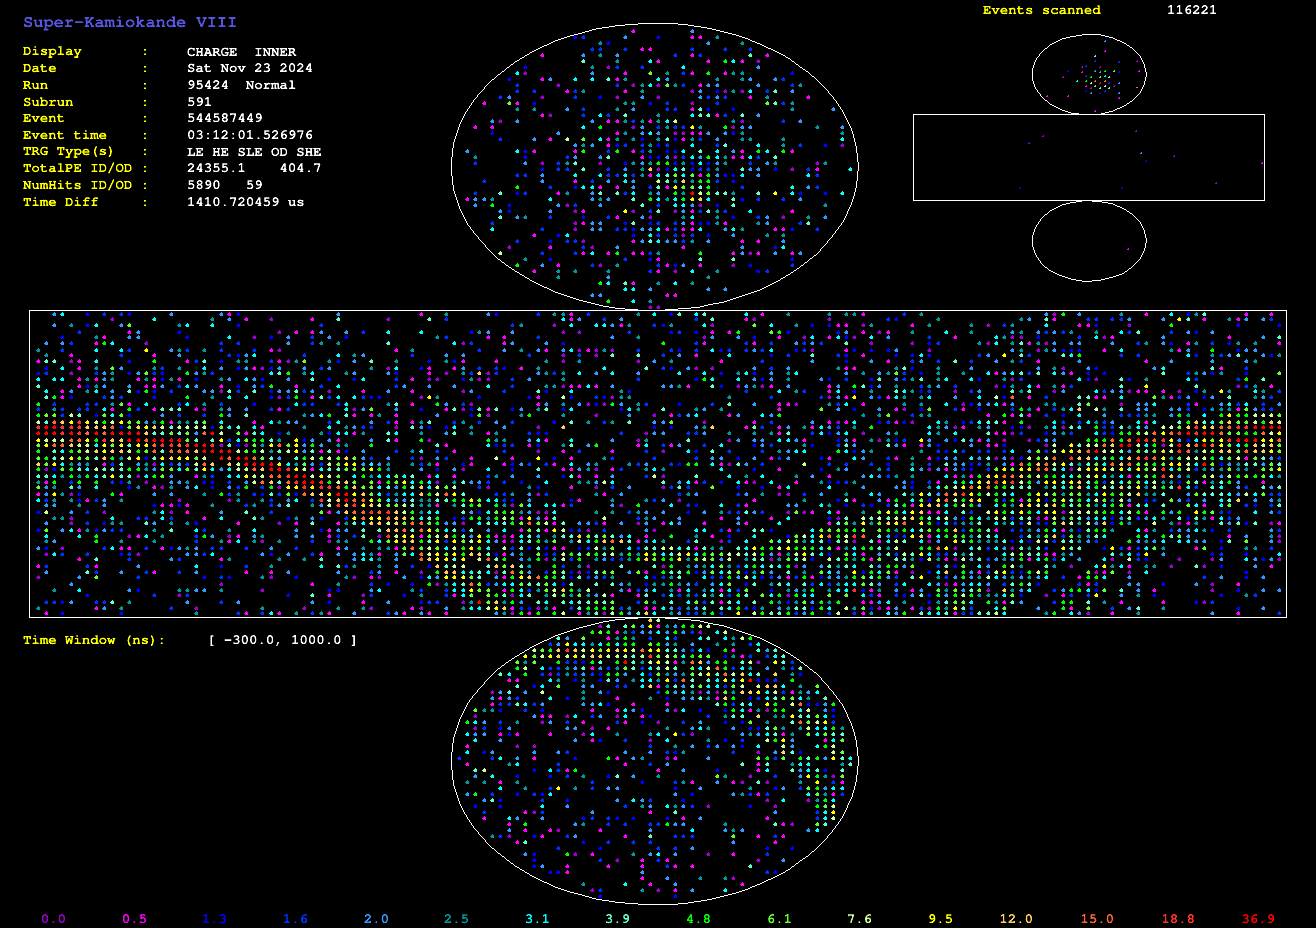 Super-Kamiokande VIII
Events scanned 116221
Display : CHARGE INNER
Date : Sat Nov 23 2024
Run : 95424 Normal
Subrun : 591
Event : 544587449
Event time : 03:12:01.526976
TRG Type(s) : LE HE SLE OD SHE
TotalPE ID/OD : 24355.1 404.7
NumHits ID/OD : 5890 59
Time Diff : 1410.720459 us
Time Window (ns): [ -300.0, 1000.0 ]
0.0 0.5 1.3 1.6 2.0 2.5 3.1 3.9 4.8 6.1 7.6 9.5 12.0 15.0 18.8 36.9